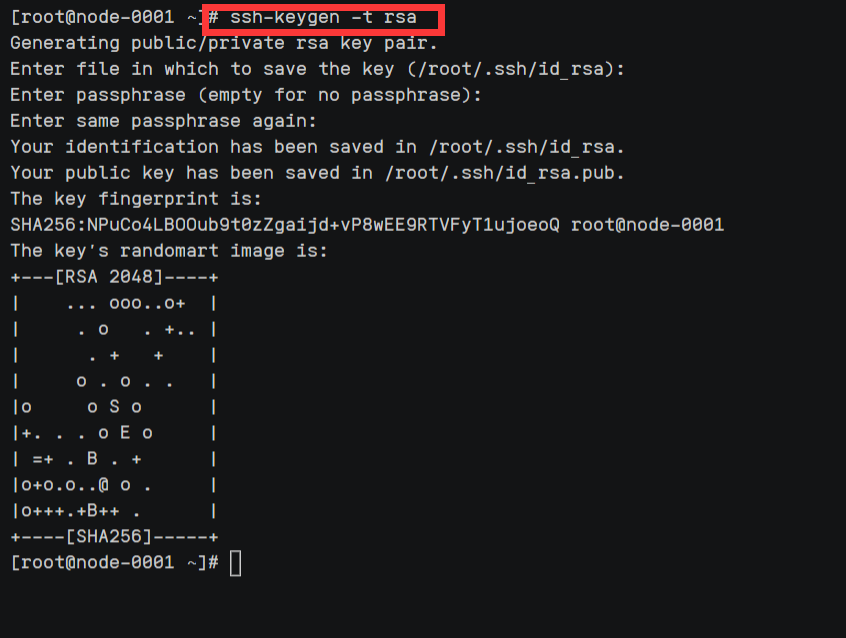 [root@node-0001 ~]# ssh-keygen -t rsa
Generating public/private rsa key pair.
Enter file in which to save the key (/root/.ssh/id_rsa):
Enter passphrase (empty for no passphrase):
Enter same passphrase again:
Your identification has been saved in /root/.ssh/id_rsa.
Your public key has been saved in /root/.ssh/id_rsa.pub.
The key fingerprint is:
SHA256:NPuCo4LBOOub9t0zZgaijd+vP8wEE9RTVFyT1ujoeoQ root@node-0001
The key's randomart image is:
+---[RSA 2048]----+
|    ... ooo..o+  |
|     . o   . +.. |
|      . +   +    |
|     o . o . .   |
|o     o S o      |
|+. . . o E o     |
| =+ . B . +      |
|o+o.o..@ o .     |
|o+++.+B++ .      |
+----[SHA256]-----+
[root@node-0001 ~]#